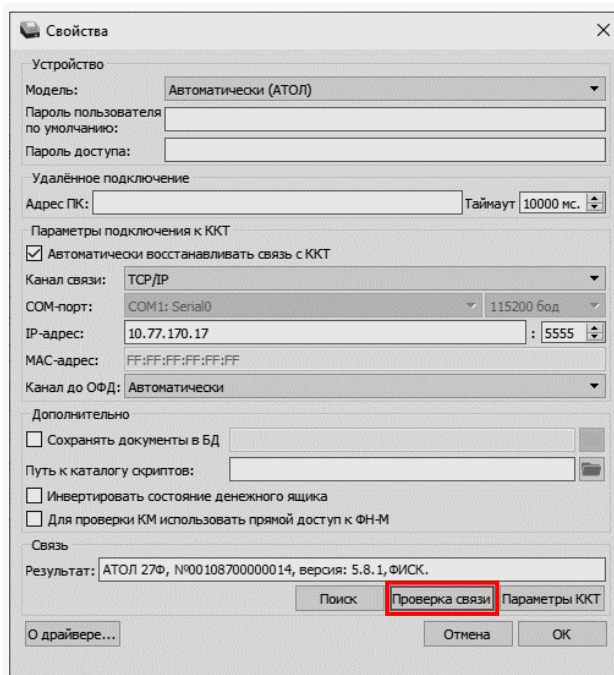 Свойства
Устройство
Модель: Автоматически (АТОЛ)
Пароль пользователя
по умолчанию:
Пароль доступа:
Удалённое подключение
Адрес ПК: Таймаут 10000 мс.
Параметры подключения к ККТ
Автоматически восстанавливать связь с ККТ
Канал связи: TCP/IP
COM-порт: COM1: Serial0 115200 бод
IP-адрес: 10.77.170.17 : 5555
MAC-адрес: FF:FF:FF:FF:FF:FF
Канал до ОФД: Автоматически
Дополнительно
Сохранять документы в БД
Путь к каталогу скриптов:
Инвертировать состояние денежного ящика
Для проверки КМ использовать прямой доступ к ФН-М
Связь
Результат: АТОЛ 27Ф, №00108700000014, версия: 5.8.1,ФИСК.
Поиск Проверка связи Параметры ККТ
О драйвере... Отмена ОК